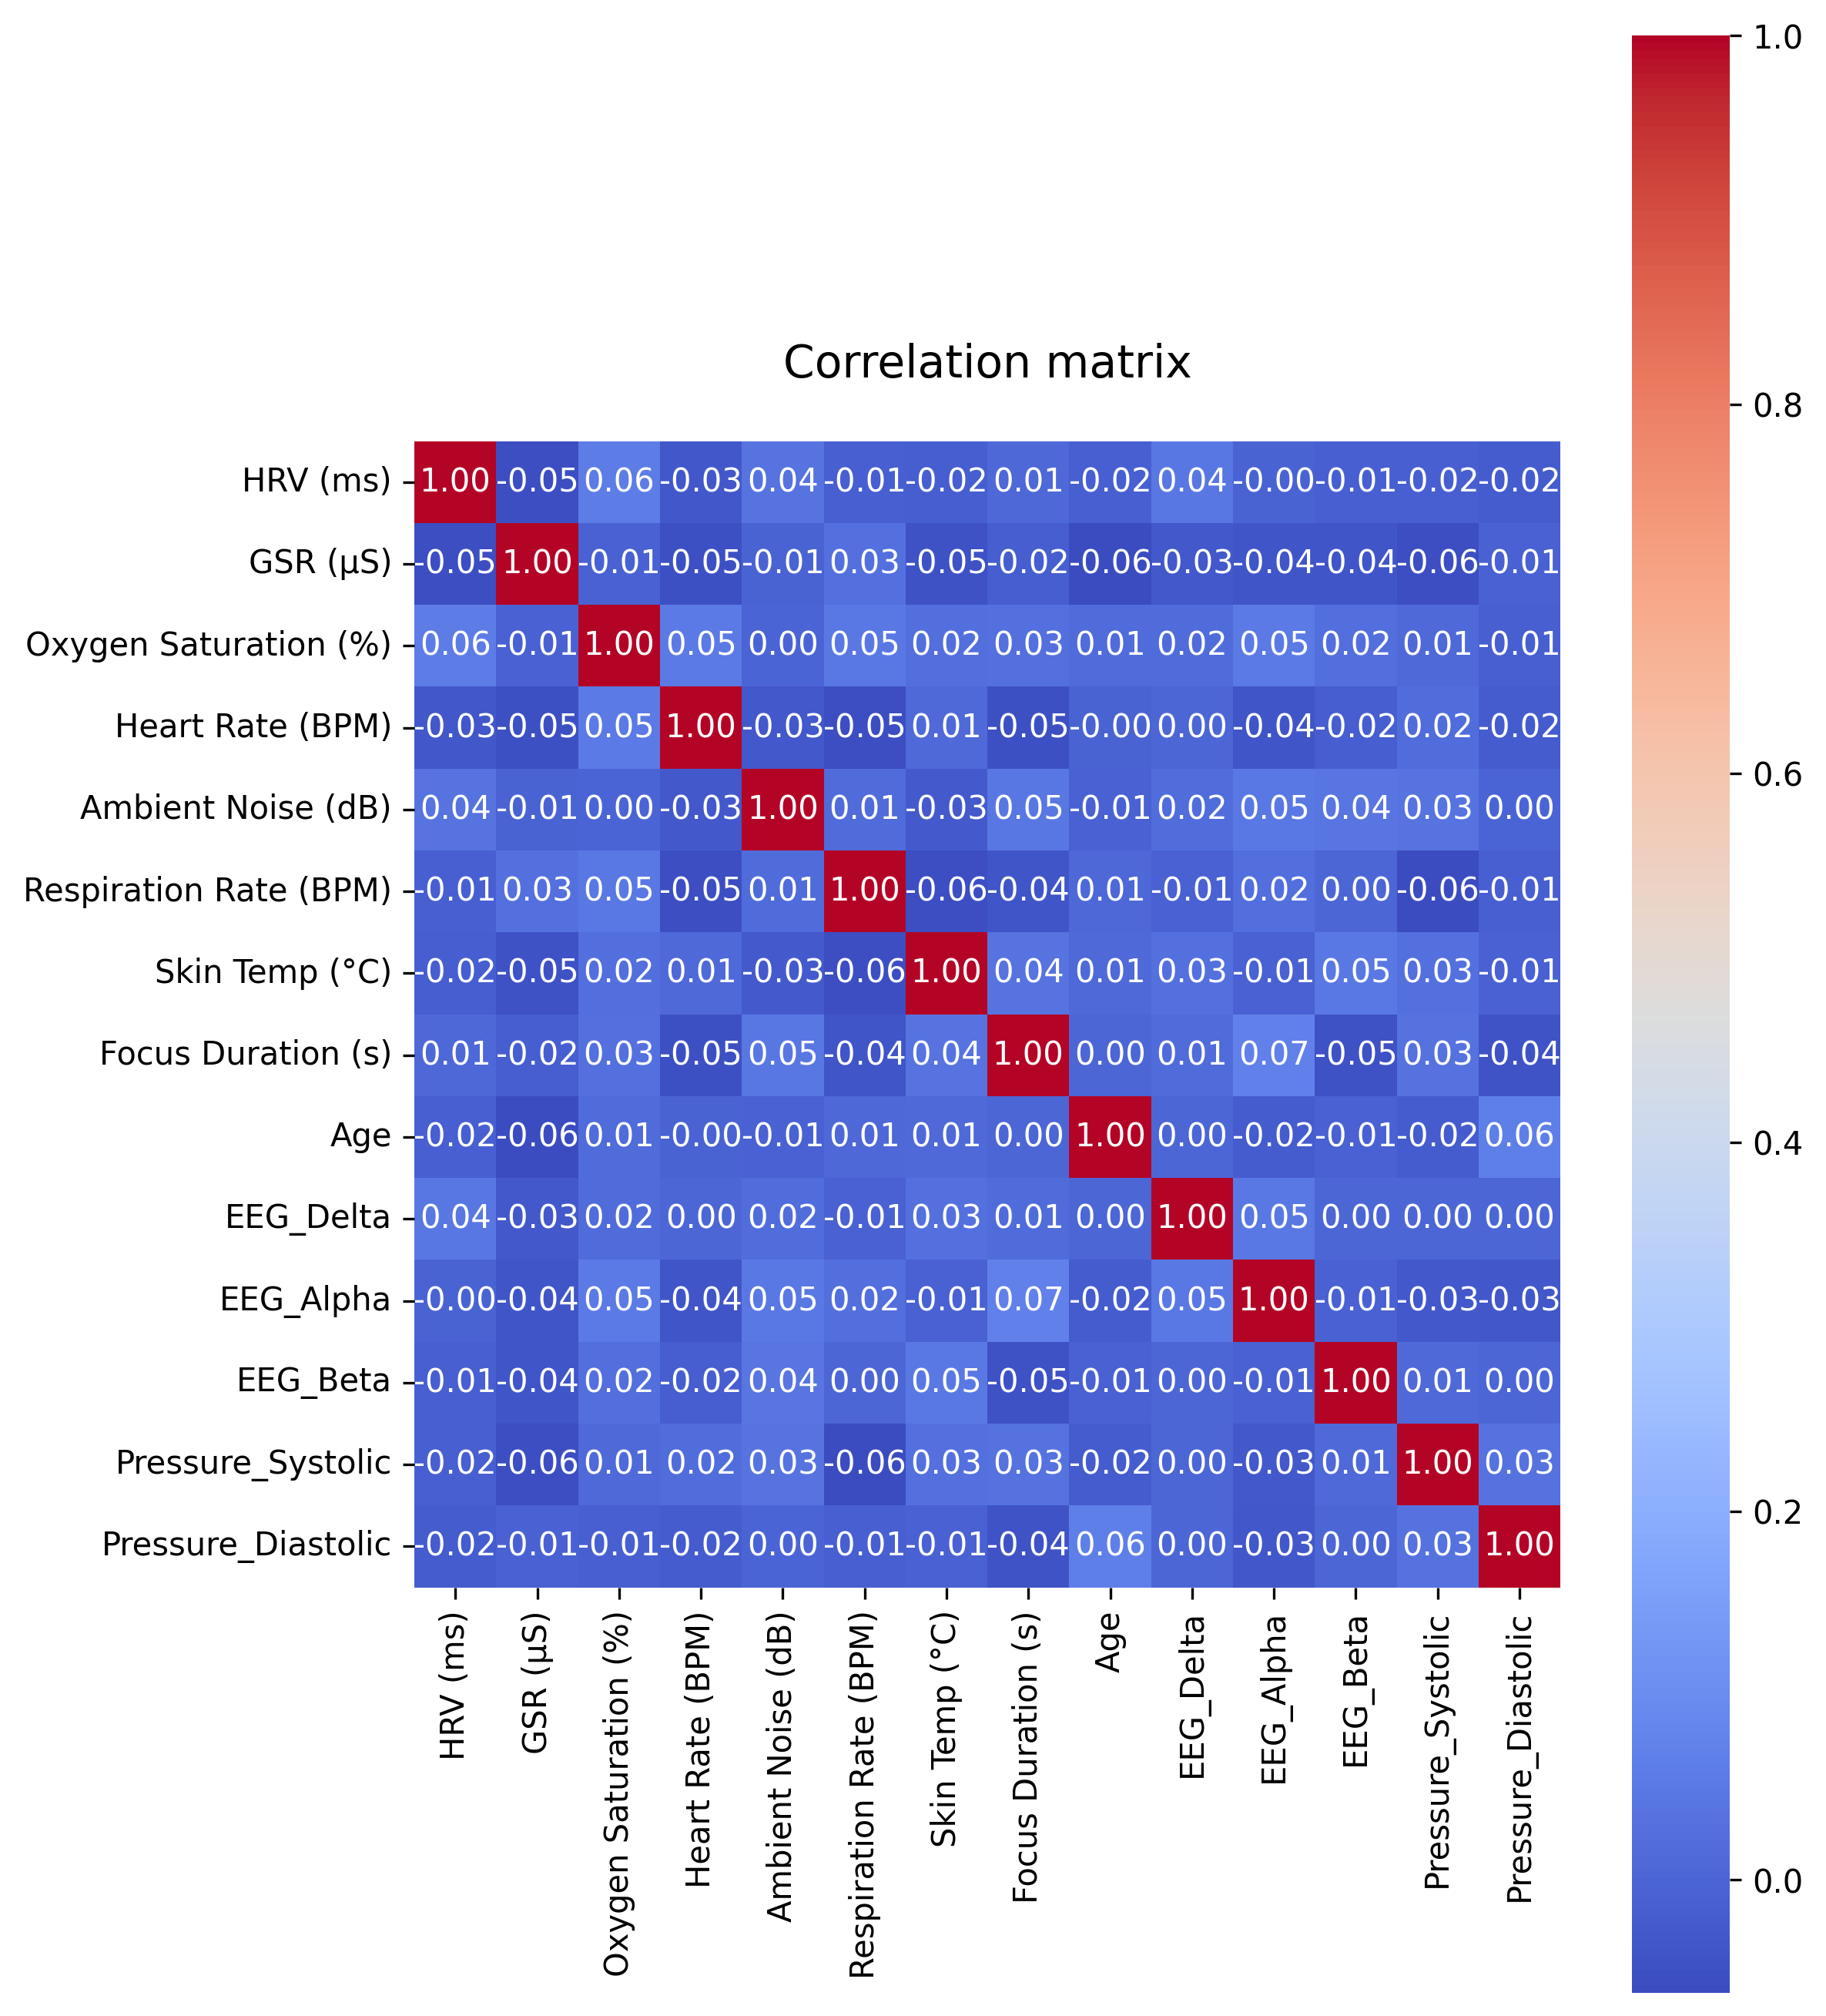 Correlation matrix
HRV (ms) 1.00 -0.05 0.06 -0.03 0.04 -0.01 -0.02 0.01 -0.02 0.04 -0.00 -0.01 -0.02 -0.02
GSR (µS) -0.05 1.00 -0.01 -0.05 -0.01 0.03 -0.05 -0.02 -0.06 -0.03 -0.04 -0.04 -0.06 -0.01
Oxygen Saturation (%) 0.06 -0.01 1.00 0.05 0.00 0.05 0.02 0.03 0.01 0.02 0.05 0.02 0.01 -0.01
Heart Rate (BPM) -0.03 -0.05 0.05 1.00 -0.03 -0.05 0.01 -0.05 -0.00 0.00 -0.04 -0.02 0.02 -0.02
Ambient Noise (dB) 0.04 -0.01 0.00 -0.03 1.00 0.01 -0.03 0.05 -0.01 0.02 0.05 0.04 0.03 0.00
Respiration Rate (BPM) -0.01 0.03 0.05 -0.05 0.01 1.00 -0.06 -0.04 0.01 -0.01 0.02 0.00 -0.06 -0.01
Skin Temp (°C) -0.02 -0.05 0.02 0.01 -0.03 -0.06 1.00 0.04 0.01 0.03 -0.01 0.05 0.03 -0.01
Focus Duration (s) 0.01 -0.02 0.03 -0.05 0.05 -0.04 0.04 1.00 0.00 0.01 0.07 -0.05 0.03 -0.04
Age -0.02 -0.06 0.01 -0.00 -0.01 0.01 0.01 0.00 1.00 0.00 -0.02 -0.01 -0.02 0.06
EEG_Delta 0.04 -0.03 0.02 0.00 0.02 -0.01 0.03 0.01 0.00 1.00 0.05 0.00 0.00 0.00
EEG_Alpha -0.00 -0.04 0.05 -0.04 0.05 0.02 -0.01 0.07 -0.02 0.05 1.00 -0.01 -0.03 -0.03
EEG_Beta -0.01 -0.04 0.02 -0.02 0.04 0.00 0.05 -0.05 -0.01 0.00 -0.01 1.00 0.01 0.00
Pressure_Systolic -0.02 -0.06 0.01 0.02 0.03 -0.06 0.03 0.03 -0.02 0.00 -0.03 0.01 1.00 0.03
Pressure_Diastolic -0.02 -0.01 -0.01 -0.02 0.00 -0.01 -0.01 -0.04 0.06 0.00 -0.03 0.00 0.03 1.00
HRV (ms)
GSR (µS)
Oxygen Saturation (%)
Heart Rate (BPM)
Ambient Noise (dB)
Respiration Rate (BPM)
Skin Temp (°C)
Focus Duration (s)
Age
EEG_Delta
EEG_Alpha
EEG_Beta
Pressure_Systolic
Pressure_Diastolic
1.0
0.8
0.6
0.4
0.2
0.0